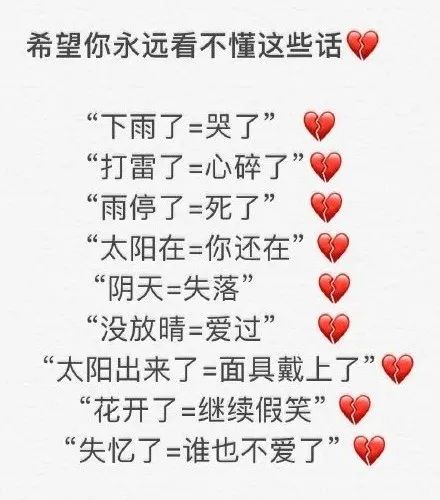 希望你永远看不懂这些话💔
“下雨了=哭了” 💔
“打雷了=心碎了”💔
“雨停了=死了” 💔
“太阳在=你还在”💔
“阴天=失落” 💔
“没放晴=爱过” 💔
“太阳出来了=面具戴上了”💔
“花开了=继续假笑”💔
“失忆了=谁也不爱了”💔